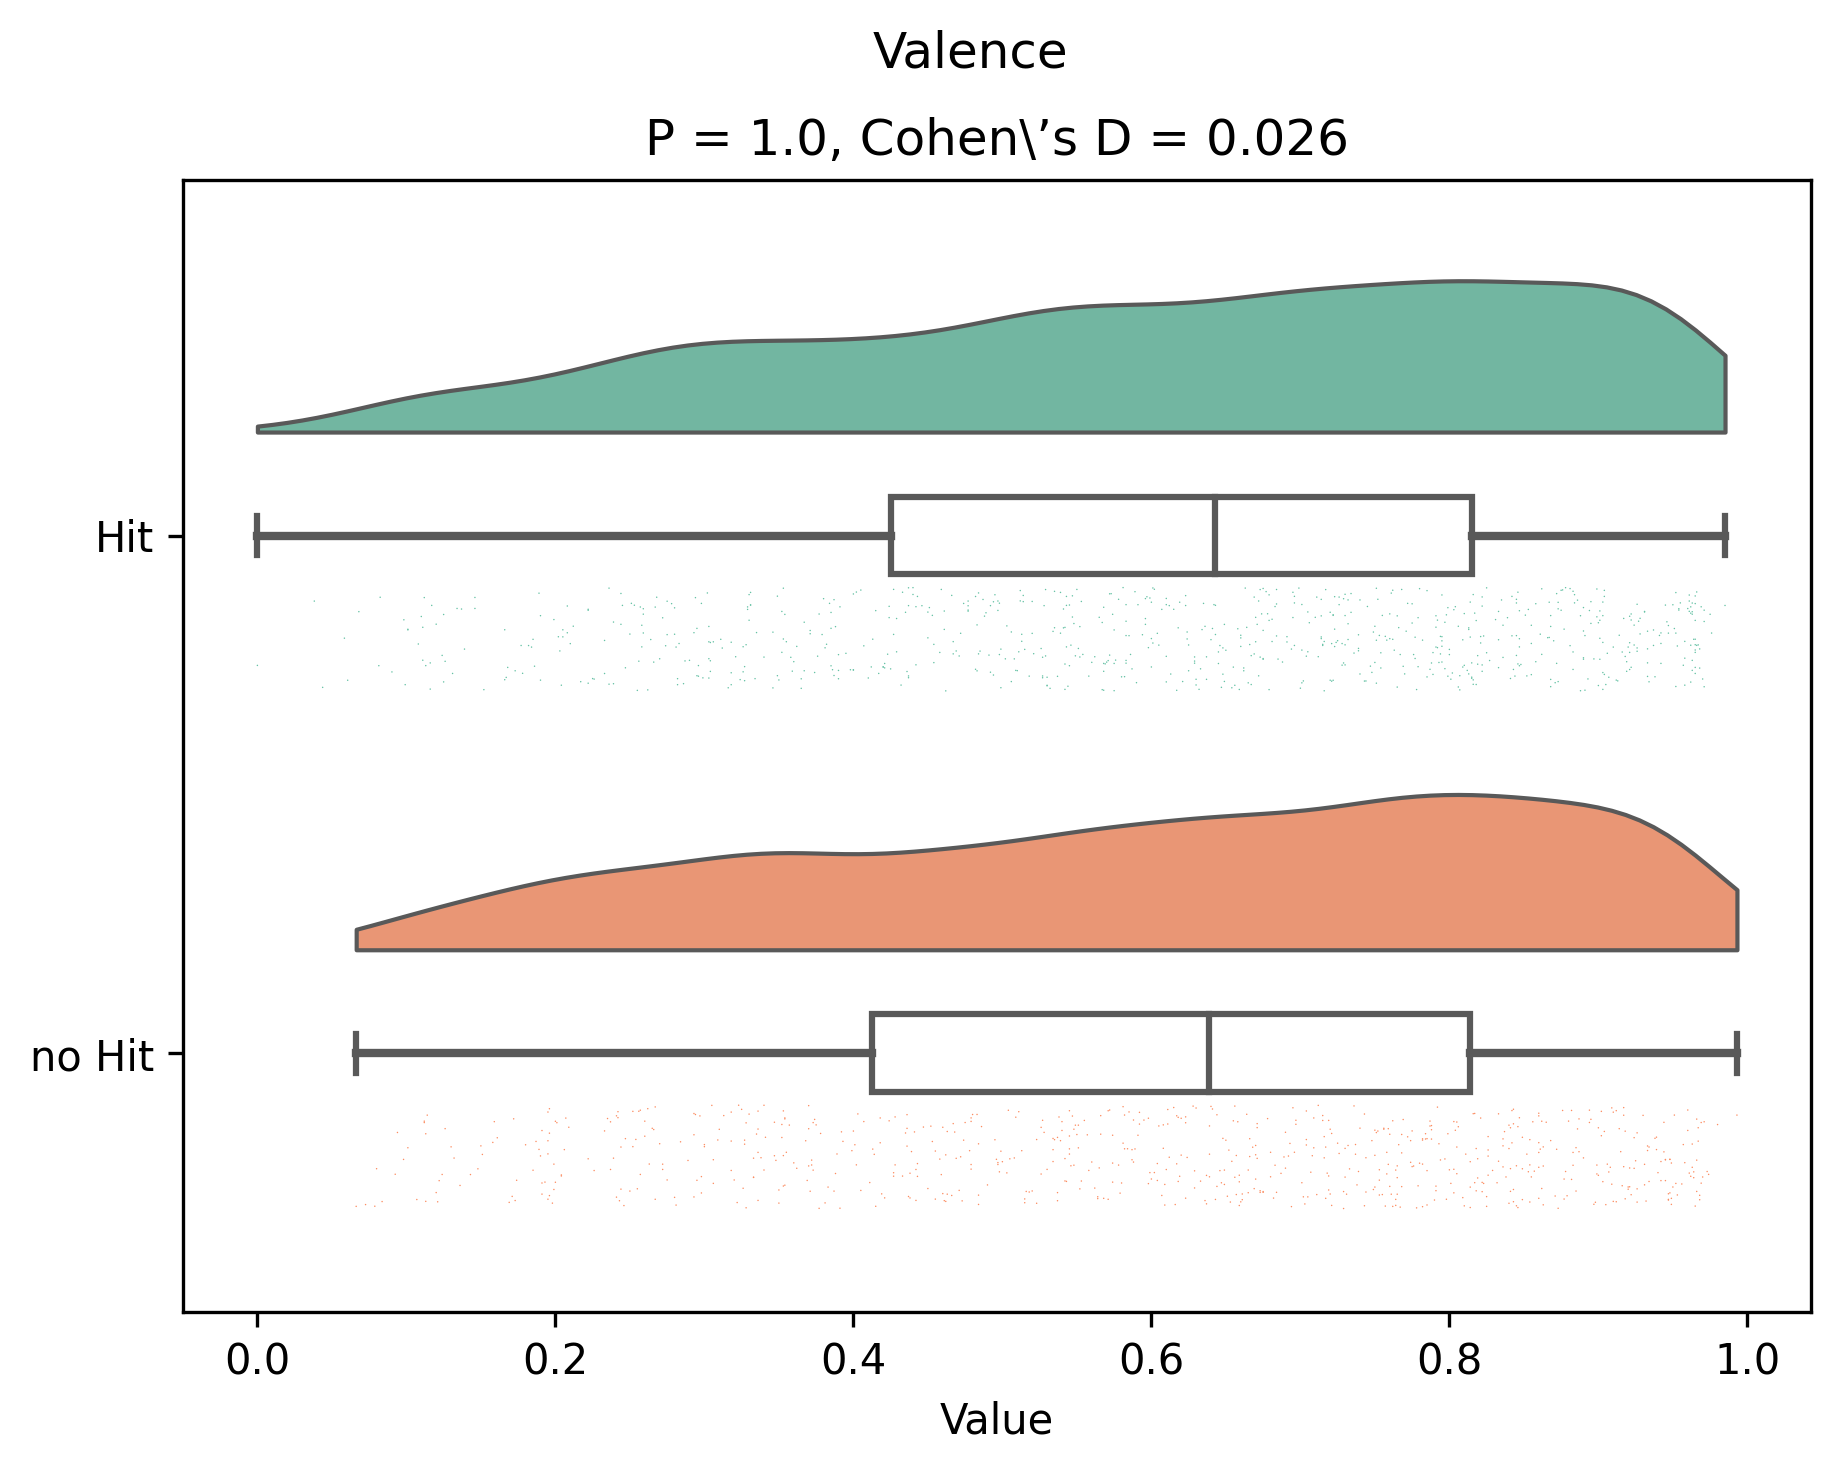 Valence
P = 1.0, Cohen\’s D = 0.026
Hit
no Hit
0.0 0.2 0.4 0.6 0.8 1.0
Value